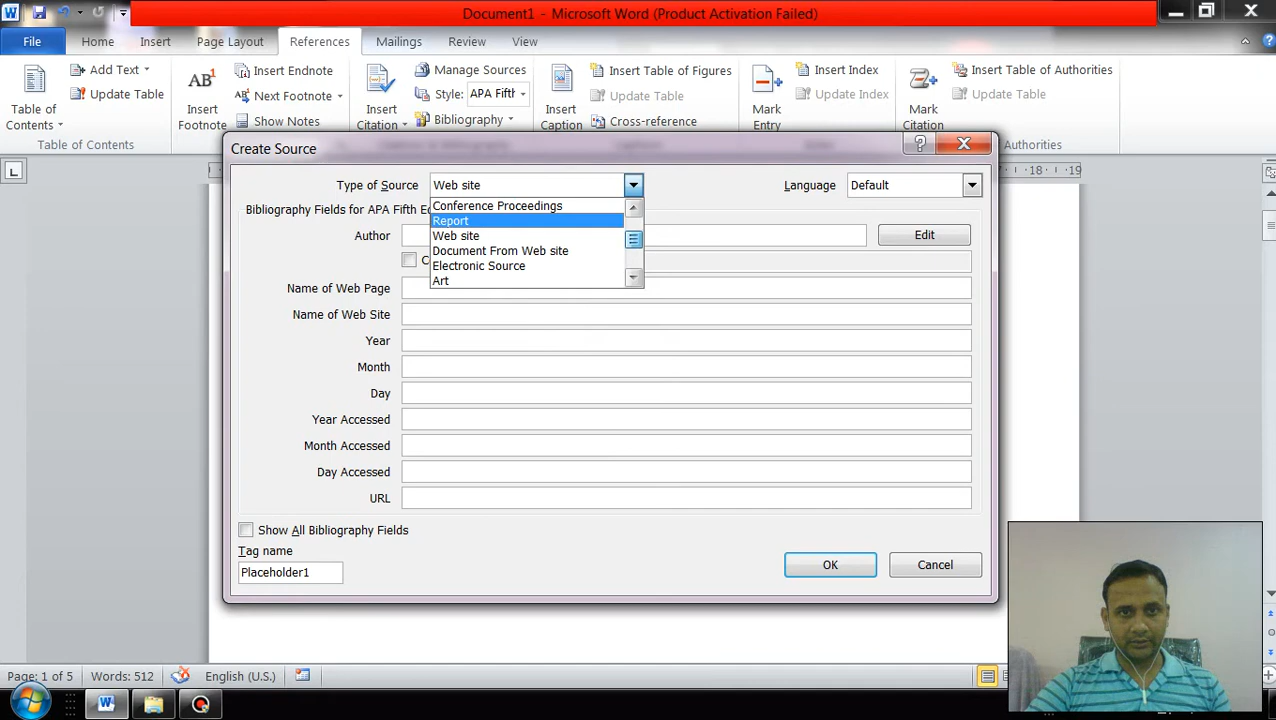 Document1 - Microsoft Word (Product Activation Failed)
File Home Insert Page Layout References Mailings Review View
Add Text Insert Endnote Manage Sources Insert Table of Figures Insert Index Insert Table of Authorities
AB1 Next Footnote Style: APA Fifth Update Table Update Index Update Table
Update Table
Table of Contents Insert Footnote Show Notes Insert Citation Bibliography Insert Caption Cross-reference Mark Entry Mark Citation
Table of Contents Authorities
Create Source
Type of Source Web site Language Default
Bibliography Fields for APA Fifth Conference Proceedings
Report
Author Web site Edit
Document From Web site
C Electronic Source
Art
Name of Web Page
Name of Web Site
Year
Month
Day
Year Accessed
Month Accessed
Day Accessed
URL
Show All Bibliography Fields
Tag name
Placeholder1
OK Cancel
18 19
Page: 1 of 5 Words: 512 English (U.S.)